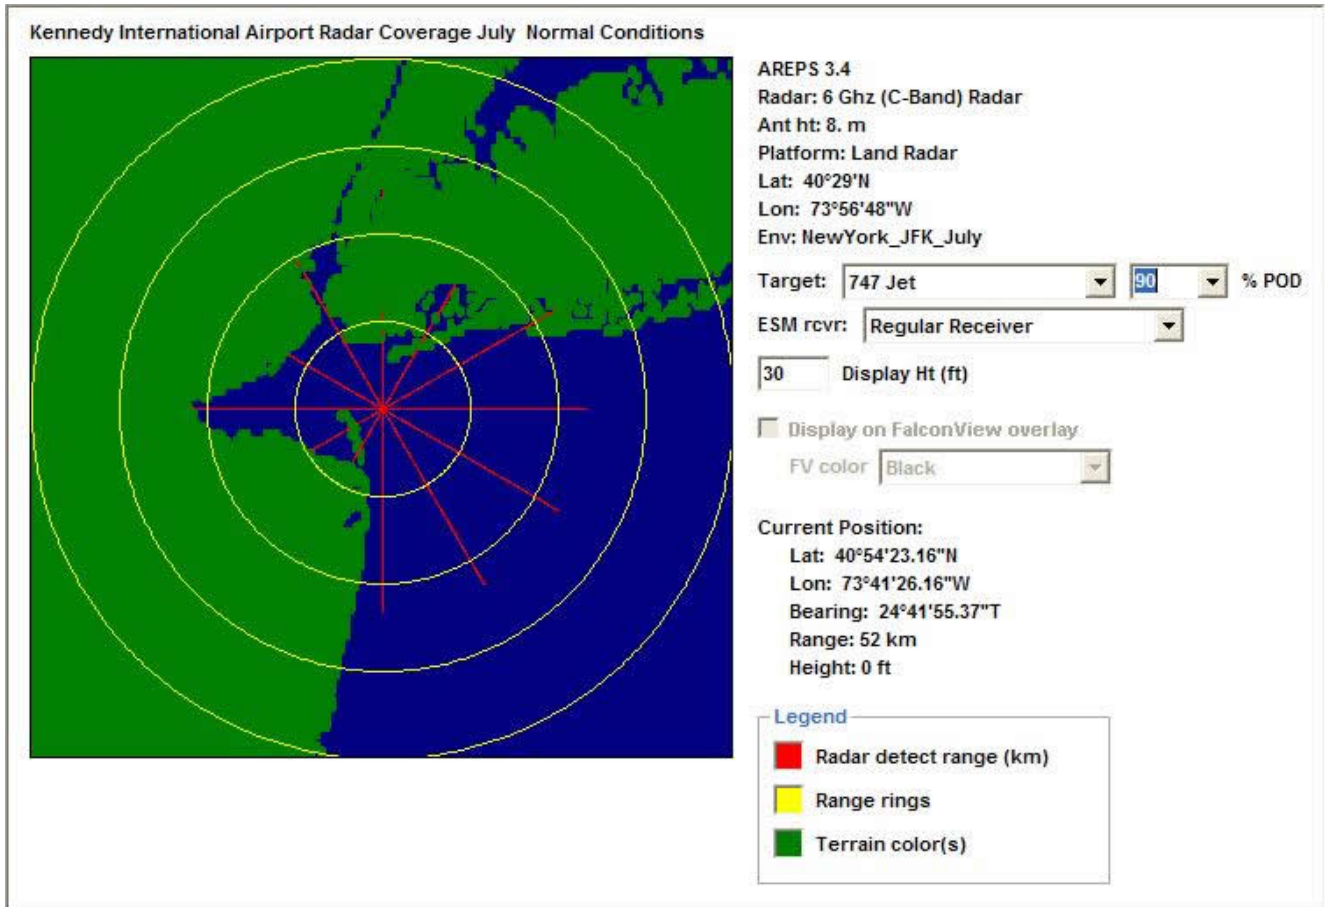 Kennedy International Airport Radar Coverage July Normal Conditions
AREPS 3.4
Radar: 6 Ghz (C-Band) Radar
Ant ht: 8. m
Platform: Land Radar
Lat: 40°29'N
Lon: 73°56'48"W
Env: NewYork_JFK_July
Target: 747 Jet 90 % POD
ESM rcvr: Regular Receiver
30 Display Ht (ft)
Display on FalconView overlay
FV color Black
Current Position:
Lat: 40°54'23.16"N
Lon: 73°41'26.16"W
Bearing: 24°41'55.37"T
Range: 52 km
Height: 0 ft
Legend
Radar detect range (km)
Range rings
Terrain color(s)